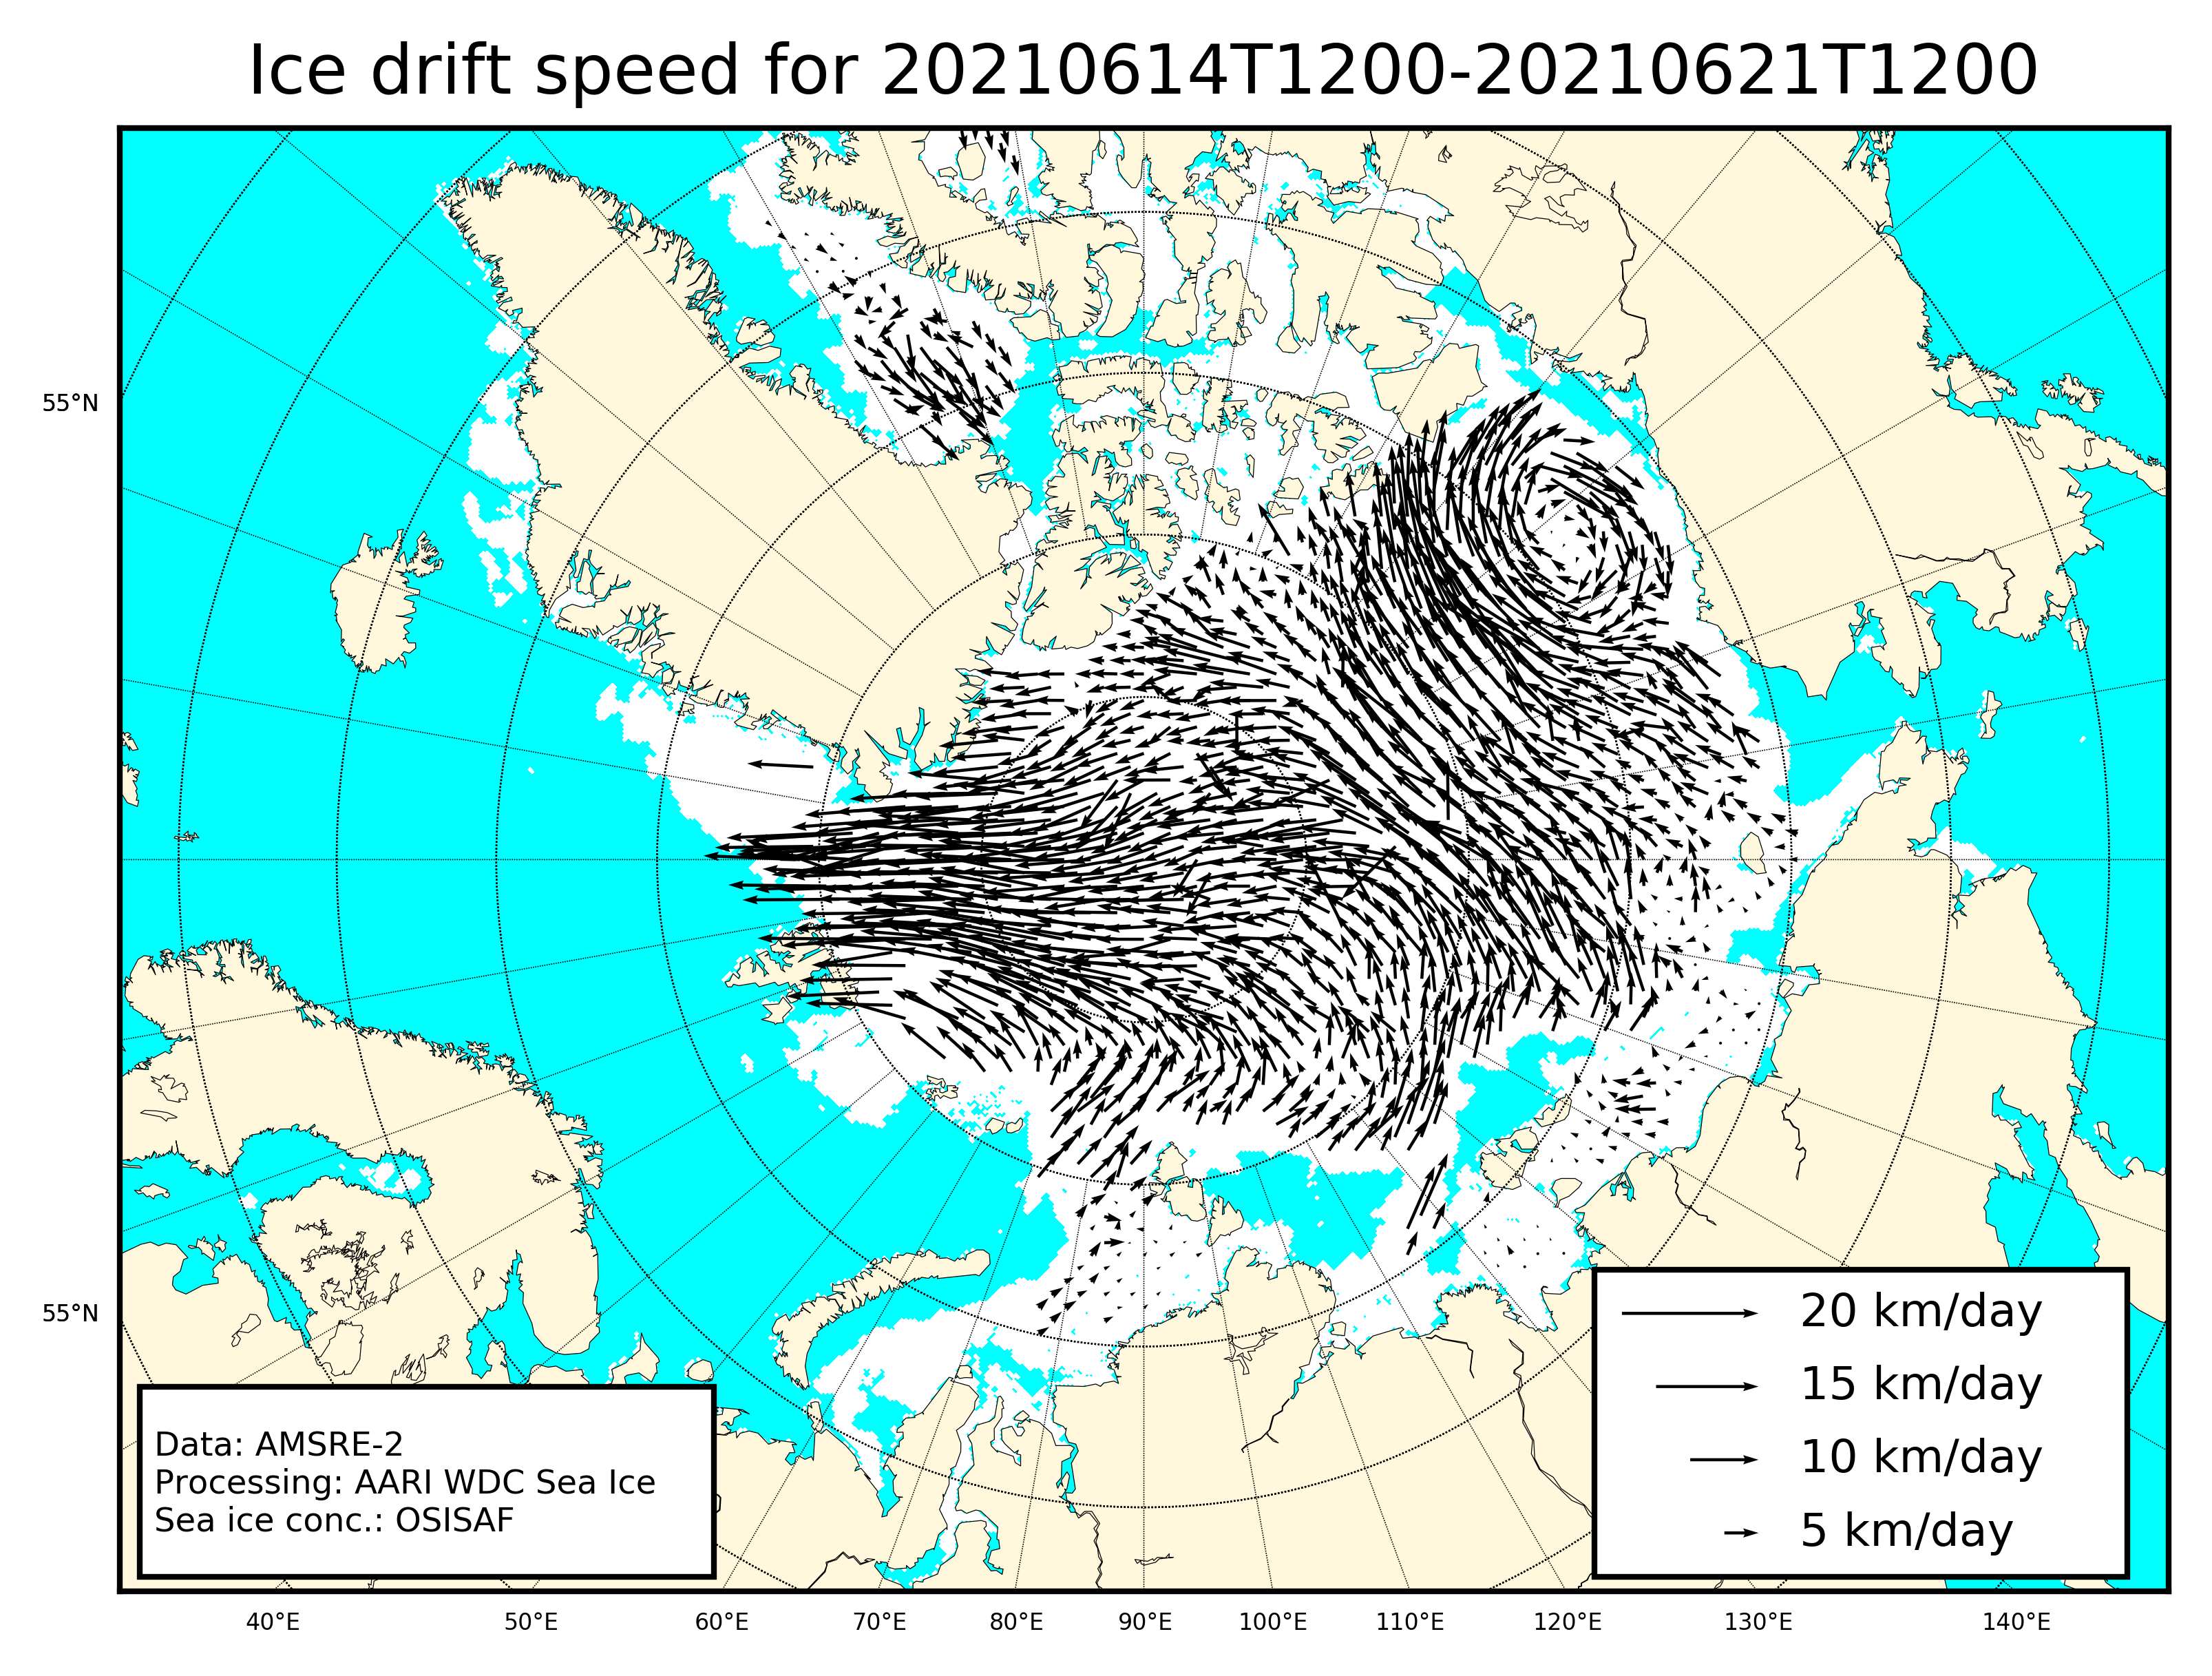 Ice drift speed for 20210614T1200-20210621T1200
55°N
55°N
20 km/day
15 km/day
10 km/day
5 km/day
Data: AMSRE-2
Processing: AARI WDC Sea Ice
Sea ice conc.: OSISAF
40°E 50°E 60°E 70°E 80°E 90°E 100°E 110°E 120°E 130°E 140°E